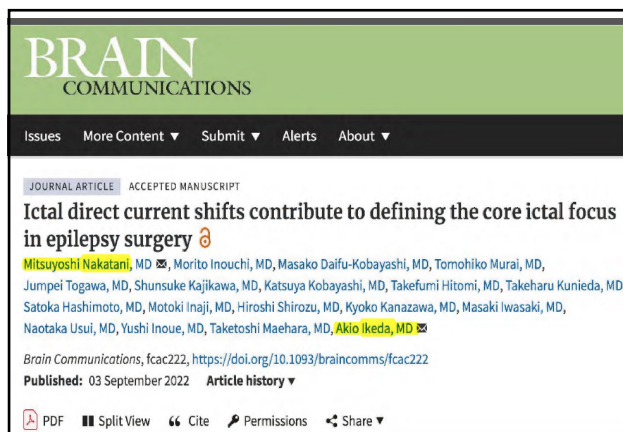 BRAIN
COMMUNICATIONS
Issues More Content ▼ Submit ▼ Alerts About ▼
JOURNAL ARTICLE ACCEPTED MANUSCRIPT
Ictal direct current shifts contribute to defining the core ictal focus
in epilepsy surgery
Mitsuyoshi Nakatani, MD ✉, Morito Inouchi, MD, Masako Daifu-Kobayashi, MD, Tomohiko Murai, MD,
Jumpei Togawa, MD, Shunsuke Kajikawa, MD, Katsuya Kobayashi, MD, Takefumi Hitomi, MD, Takeharu Kunieda, MD,
Satoka Hashimoto, MD, Motoki Inaji, MD, Hiroshi Shirozu, MD, Kyoko Kanazawa, MD, Masaki Iwasaki, MD,
Naotaka Usui, MD, Yushi Inoue, MD, Taketoshi Maehara, MD, Akio Ikeda, MD ✉
Brain Communications, fcac222, https://doi.org/10.1093/braincomms/fcac222
Published: 03 September 2022 Article history ▼
PDF Split View Cite Permissions Share ▼